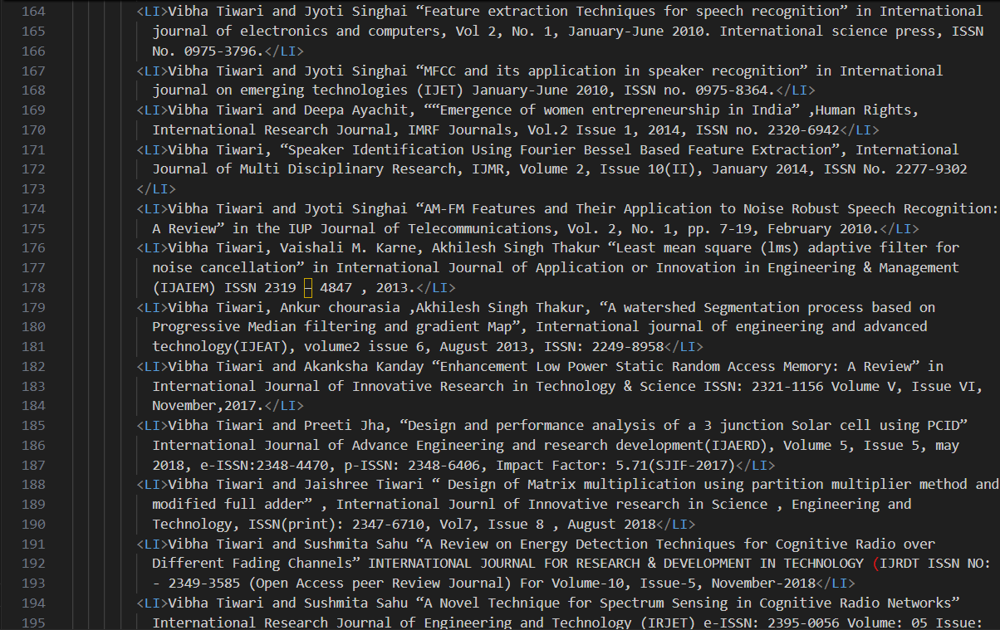 164 <LI>Vibha Tiwari and Jyoti Singhai “Feature extraction Techniques for speech recognition” in International
165 journal of electronics and computers, Vol 2, No. 1, January-June 2010. International science press, ISSN
166 No. 0975-3796.</LI>
167 <LI>Vibha Tiwari and Jyoti Singhai “MFCC and its application in speaker recognition” in International
168 journal on emerging technologies (IJET) January-June 2010, ISSN no. 0975-8364.</LI>
169 <LI>Vibha Tiwari and Deepa Ayachit, ““Emergence of women entrepreneurship in India” ,Human Rights,
170 International Research Journal, IMRF Journals, Vol.2 Issue 1, 2014, ISSN no. 2320-6942</LI>
171 <LI>Vibha Tiwari, “Speaker Identification Using Fourier Bessel Based Feature Extraction”, International
172 Journal of Multi Disciplinary Research, IJMR, Volume 2, Issue 10(II), January 2014, ISSN No. 2277-9302
173 </LI>
174 <LI>Vibha Tiwari and Jyoti Singhai “AM-FM Features and Their Application to Noise Robust Speech Recognition:
175 A Review” in the IUP Journal of Telecommunications, Vol. 2, No. 1, pp. 7-19, February 2010.</LI>
176 <LI>Vibha Tiwari, Vaishali M. Karne, Akhilesh Singh Thakur “Least mean square (lms) adaptive filter for
177 noise cancellation” in International Journal of Application or Innovation in Engineering & Management
178 (IJAIEM) ISSN 2319 – 4847 , 2013.</LI>
179 <LI>Vibha Tiwari, Ankur chourasia ,Akhilesh Singh Thakur, “A watershed Segmentation process based on
180 Progressive Median filtering and gradient Map”, International journal of engineering and advanced
181 technology(IJEAT), volume2 issue 6, August 2013, ISSN: 2249-8958</LI>
182 <LI>Vibha Tiwari and Akanksha Kanday “Enhancement Low Power Static Random Access Memory: A Review” in
183 International Journal of Innovative Research in Technology & Science ISSN: 2321-1156 Volume V, Issue VI,
184 November,2017.</LI>
185 <LI>Vibha Tiwari and Preeti Jha, “Design and performance analysis of a 3 junction Solar cell using PCID”
186 International Journal of Advance Engineering and research development(IJAERD), Volume 5, Issue 5, may
187 2018, e-ISSN:2348-4470, p-ISSN: 2348-6406, Impact Factor: 5.71(SJIF-2017)</LI>
188 <LI>Vibha Tiwari and Jaishree Tiwari “ Design of Matrix multiplication using partition multiplier method and
189 modified full adder” , International Journl of Innovative research in Science , Engineering and
190 Technology, ISSN(print): 2347-6710, Vol7, Issue 8 , August 2018</LI>
191 <LI>Vibha Tiwari and Sushmita Sahu “A Review on Energy Detection Techniques for Cognitive Radio over
192 Different Fading Channels” INTERNATIONAL JOURNAL FOR RESEARCH & DEVELOPMENT IN TECHNOLOGY (IJRDT ISSN NO:
193 - 2349-3585 (Open Access peer Review Journal) For Volume-10, Issue-5, November-2018</LI>
194 <LI>Vibha Tiwari and Sushmita Sahu “A Novel Technique for Spectrum Sensing in Cognitive Radio Networks”
195 International Research Journal of Engineering and Technology (IRJET) e-ISSN: 2395-0056 Volume: 05 Issue: